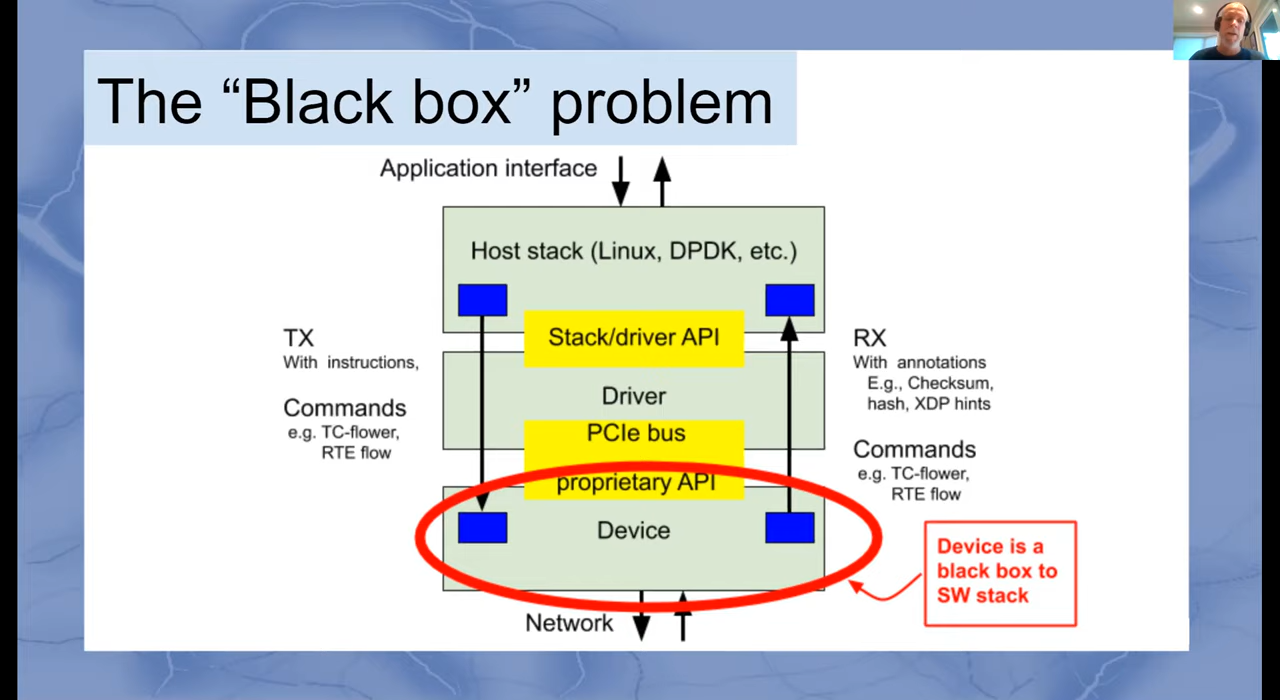 The “Black box” problem
Application interface
Host stack (Linux, DPDK, etc.)
Stack/driver API
TX
With instructions,
Commands
e.g. TC-flower,
RTE flow
RX
With annotations
E.g., Checksum,
hash, XDP hints
Commands
e.g. TC-flower,
RTE flow
Driver
PCIe bus
proprietary API
Device
Device is a
black box to
SW stack
Network